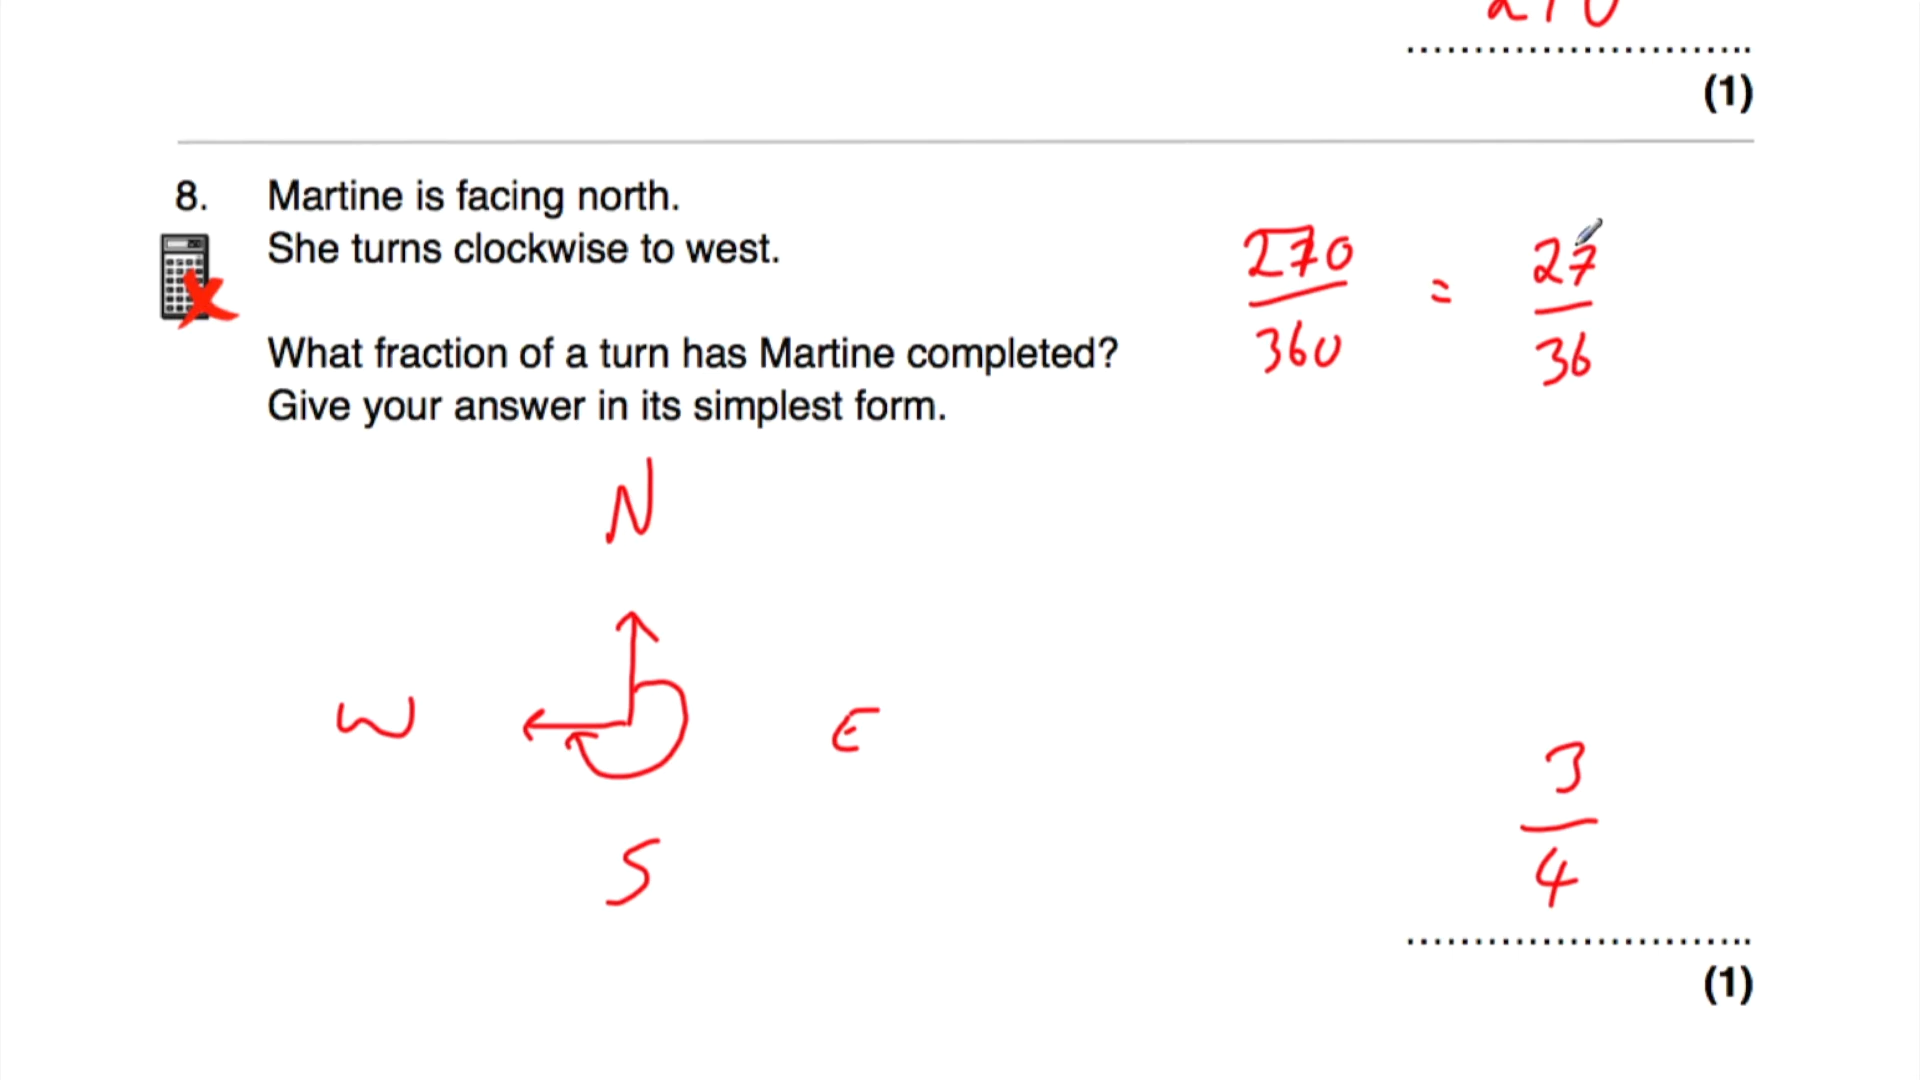 270
...........................
(1)
8. Martine is facing north.
She turns clockwise to west.
What fraction of a turn has Martine completed?
Give your answer in its simplest form.
270
360
=
27
36
N
W
E
S
3
4
...........................
(1)